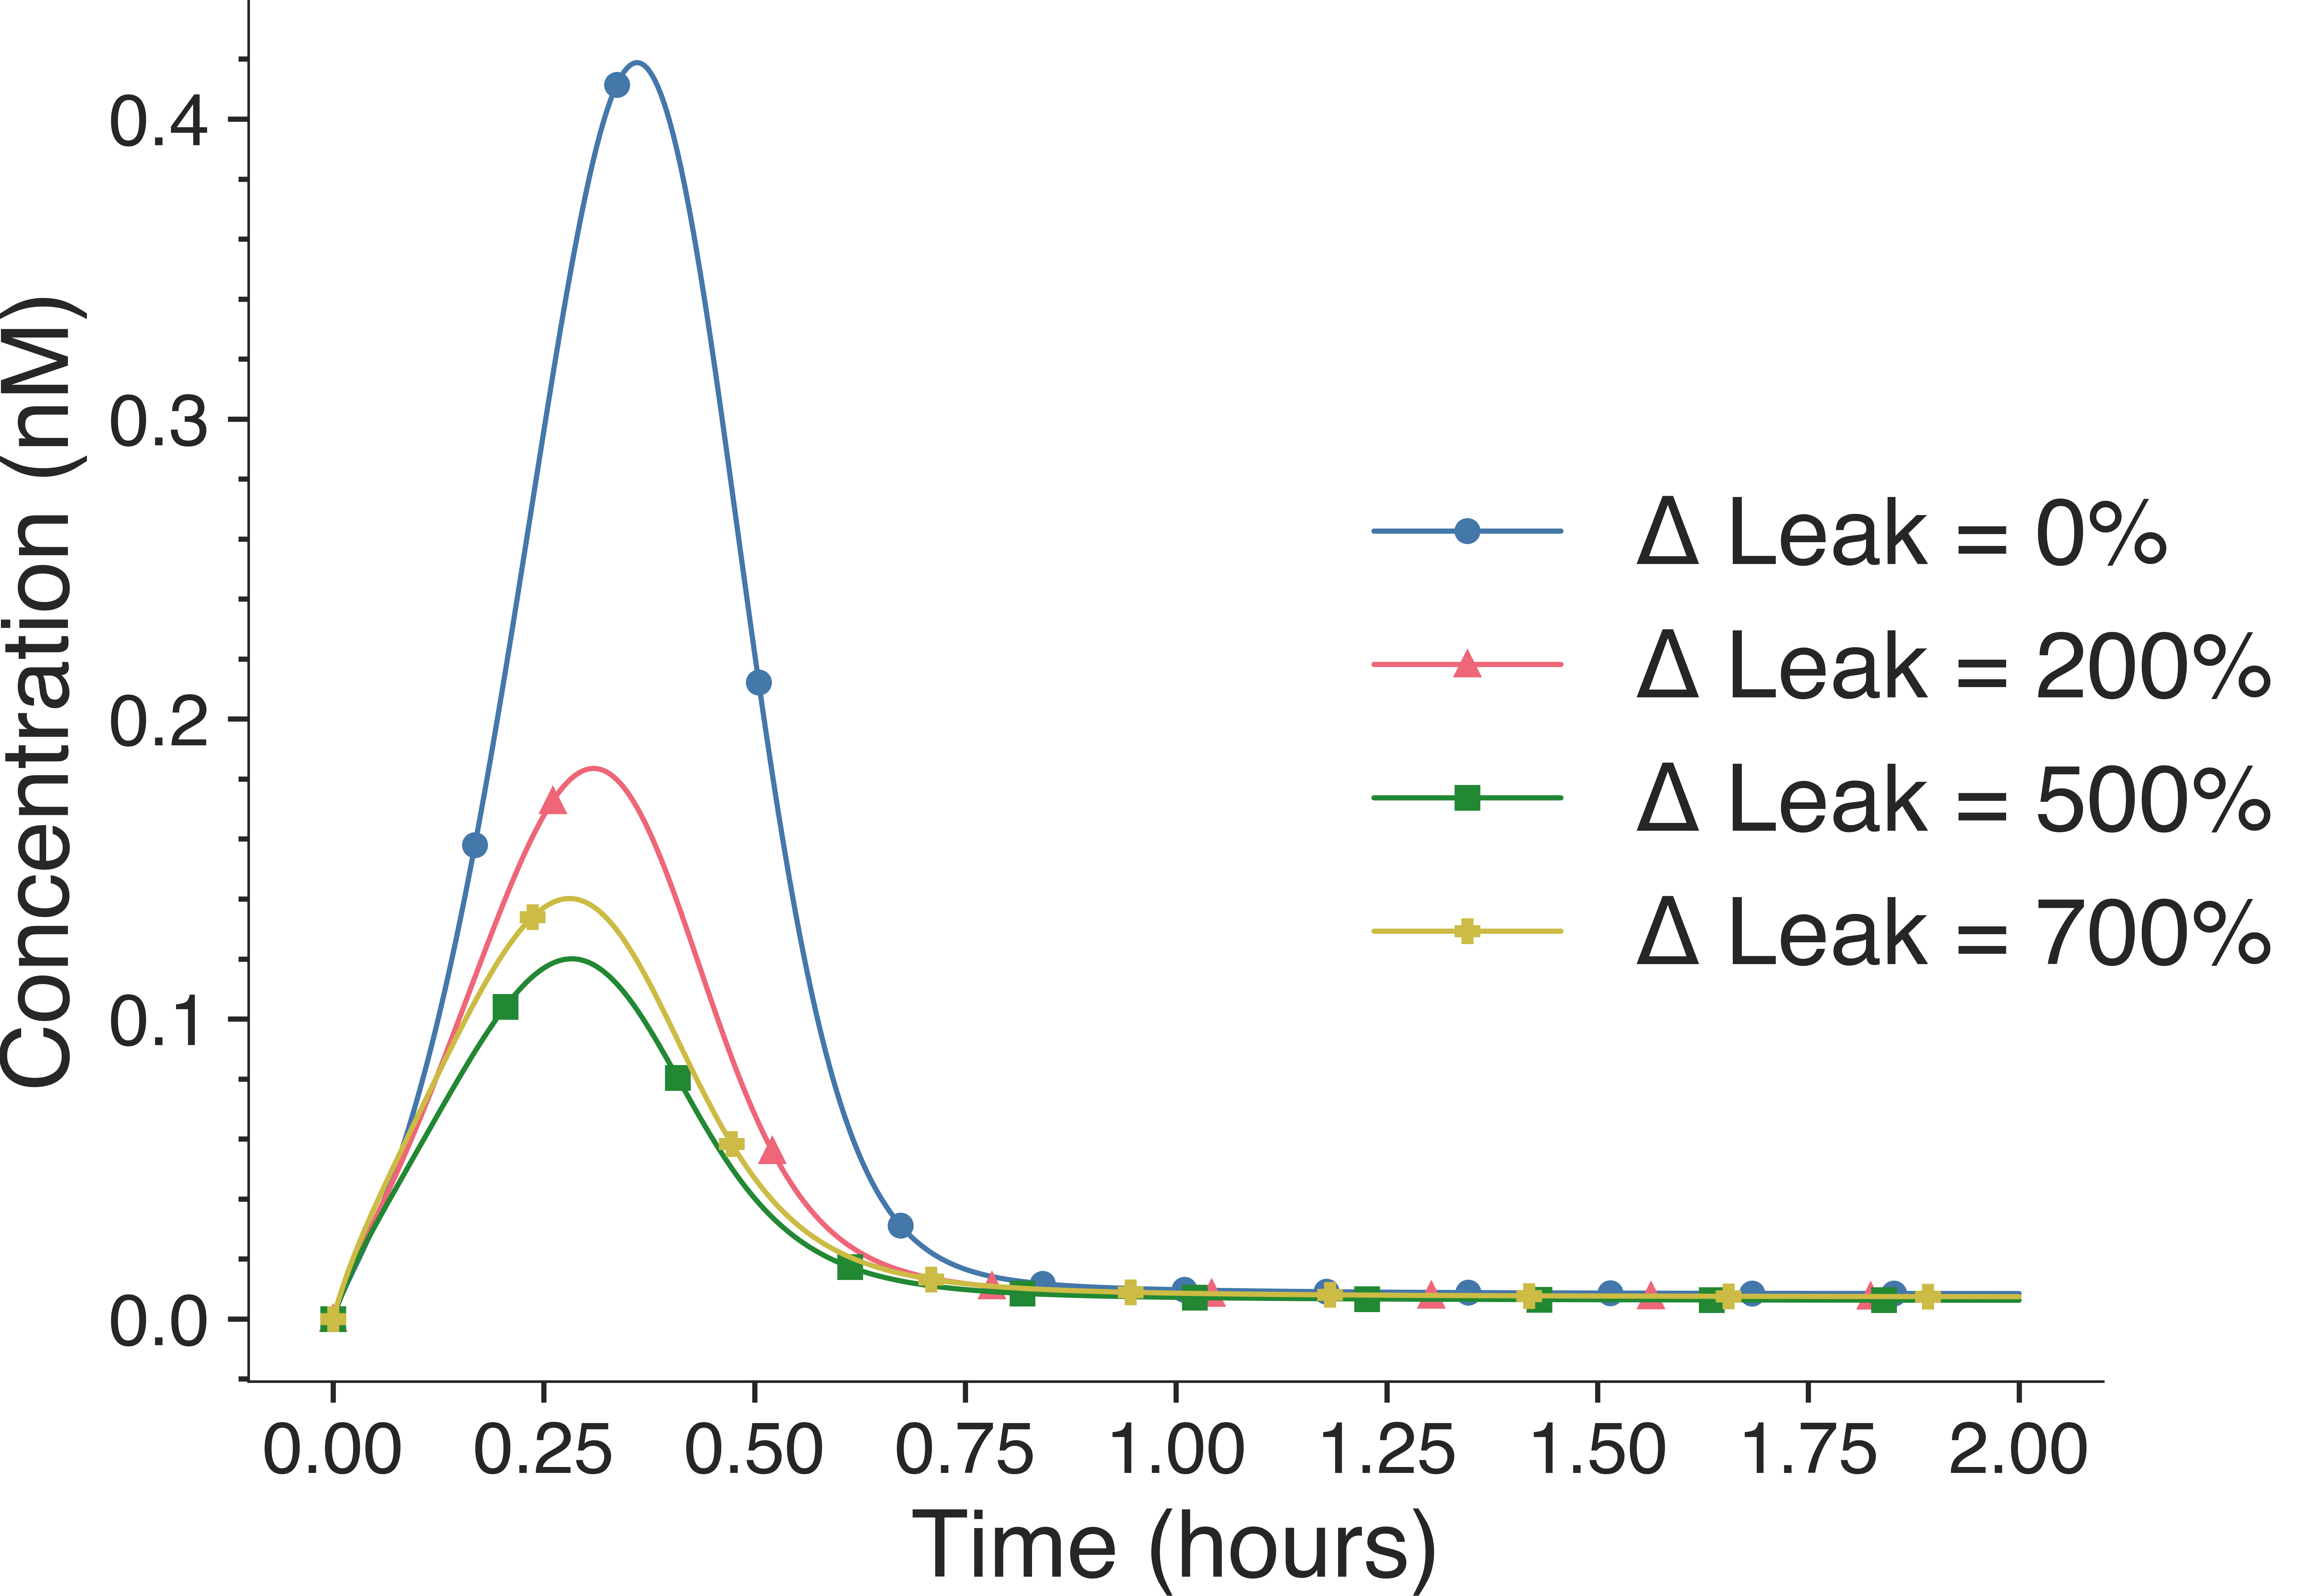 Concentration (nM)
0.4
0.3
0.2
0.1
0.0
Δ Leak = 0%
Δ Leak = 200%
Δ Leak = 500%
Δ Leak = 700%
0.00 0.25 0.50 0.75 1.00 1.25 1.50 1.75 2.00
Time (hours)